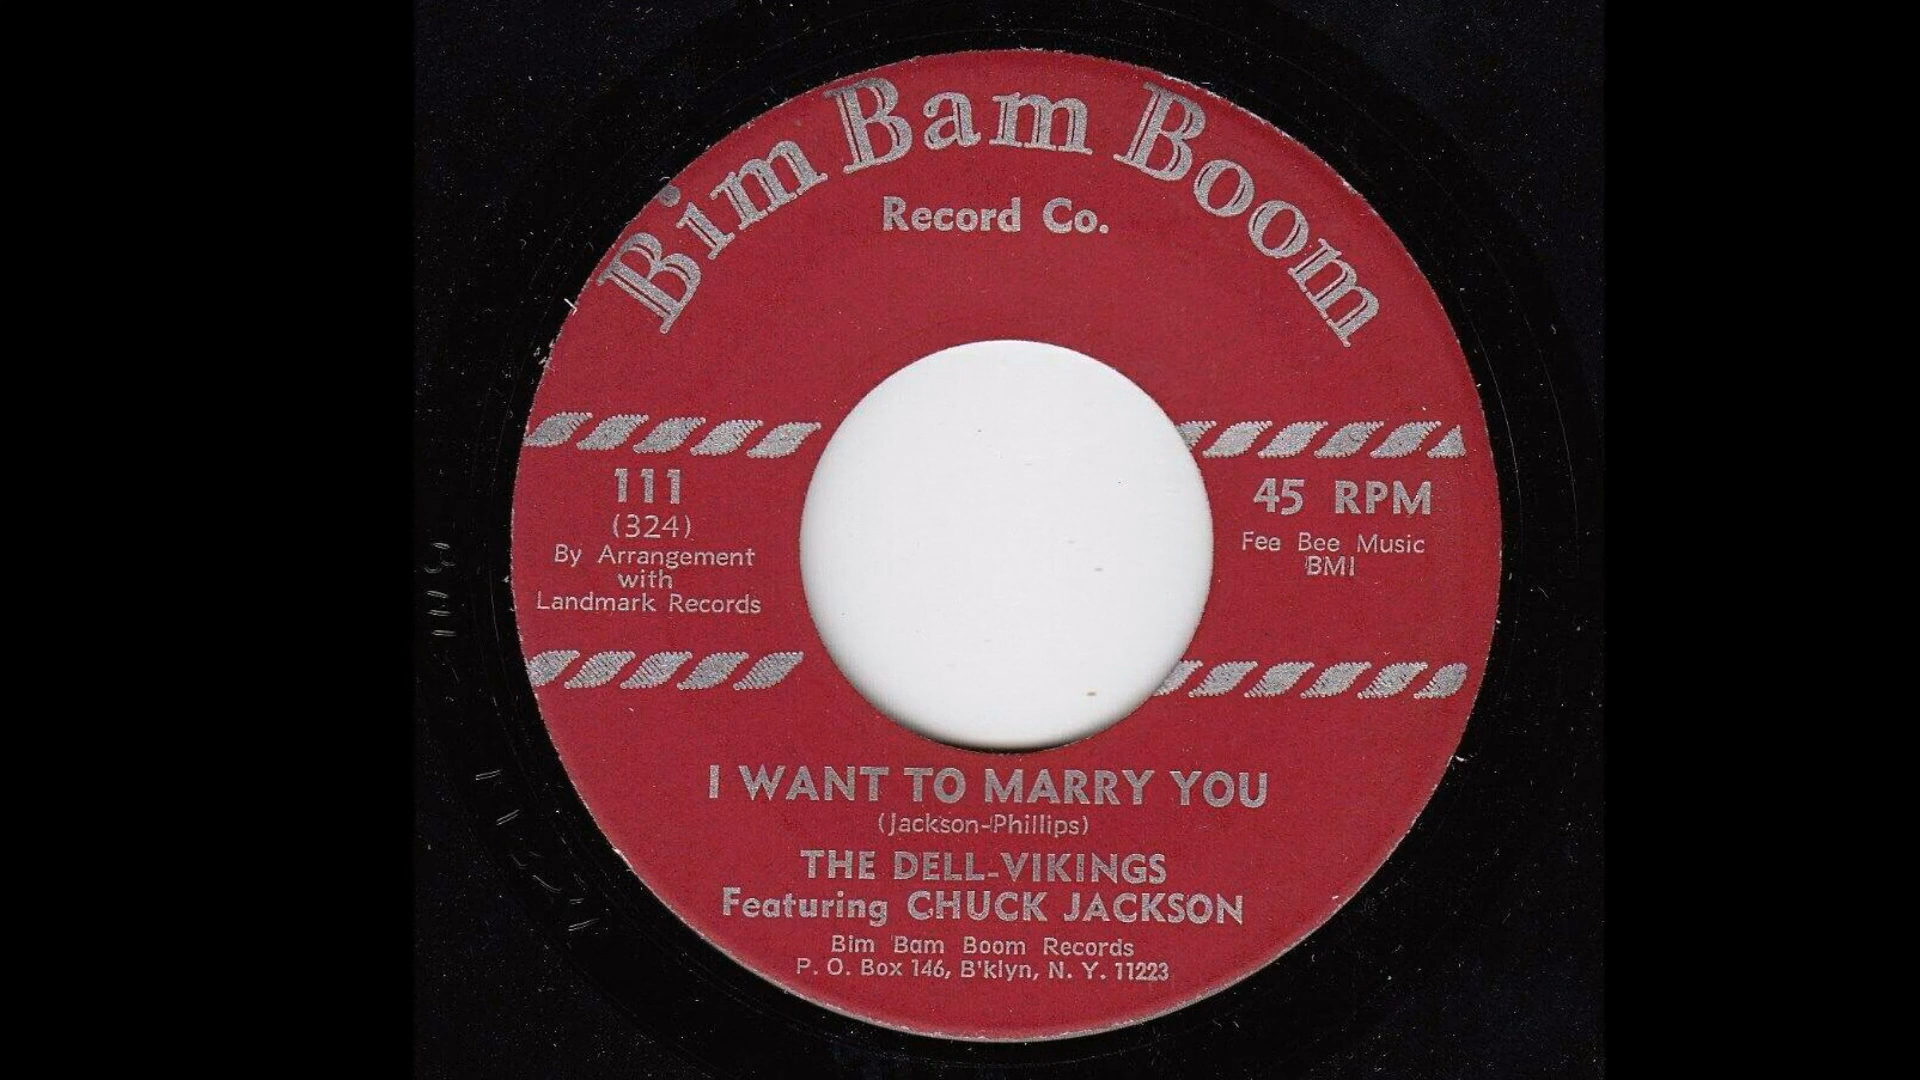 Bim Bam Boom
Record Co.
111
(324)
By Arrangement
with
Landmark Records
45 RPM
Fee Bee Music
BMI
I WANT TO MARRY YOU
(Jackson-Phillips)
THE DELL-VIKINGS
Featuring CHUCK JACKSON
Bim Bam Boom Records
P. O. Box 146, B'klyn, N. Y. 11223